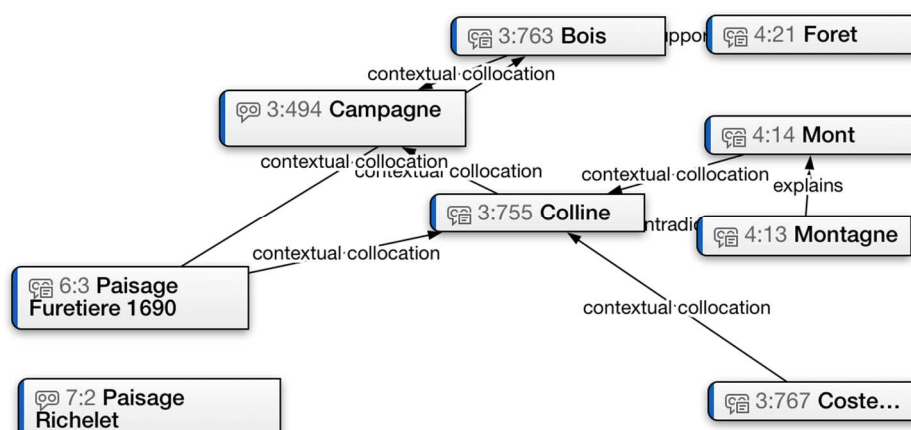 3:763 Bois
4:21 Foret
contextual collocation
3:494 Campagne
4:14 Mont
contextual collocation
contextual collocation
contextual collocation
explains
3:755 Colline
4:13 Montagne
contextual collocation
6:3 Paisage
Furetiere 1690
contextual collocation
7:2 Paisage
Richelet
3:767 Coste...